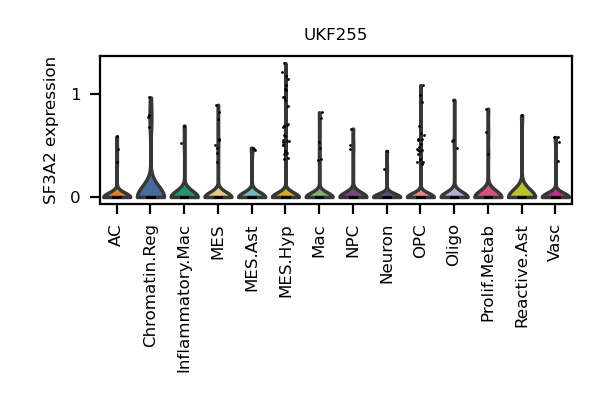 UKF255
SF3A2 expression
1
0
AC
Chromatin.Reg
Inflammatory.Mac
MES
MES.Ast
MES.Hyp
Mac
NPC
Neuron
OPC
Oligo
Prolif.Metab
Reactive.Ast
Vasc